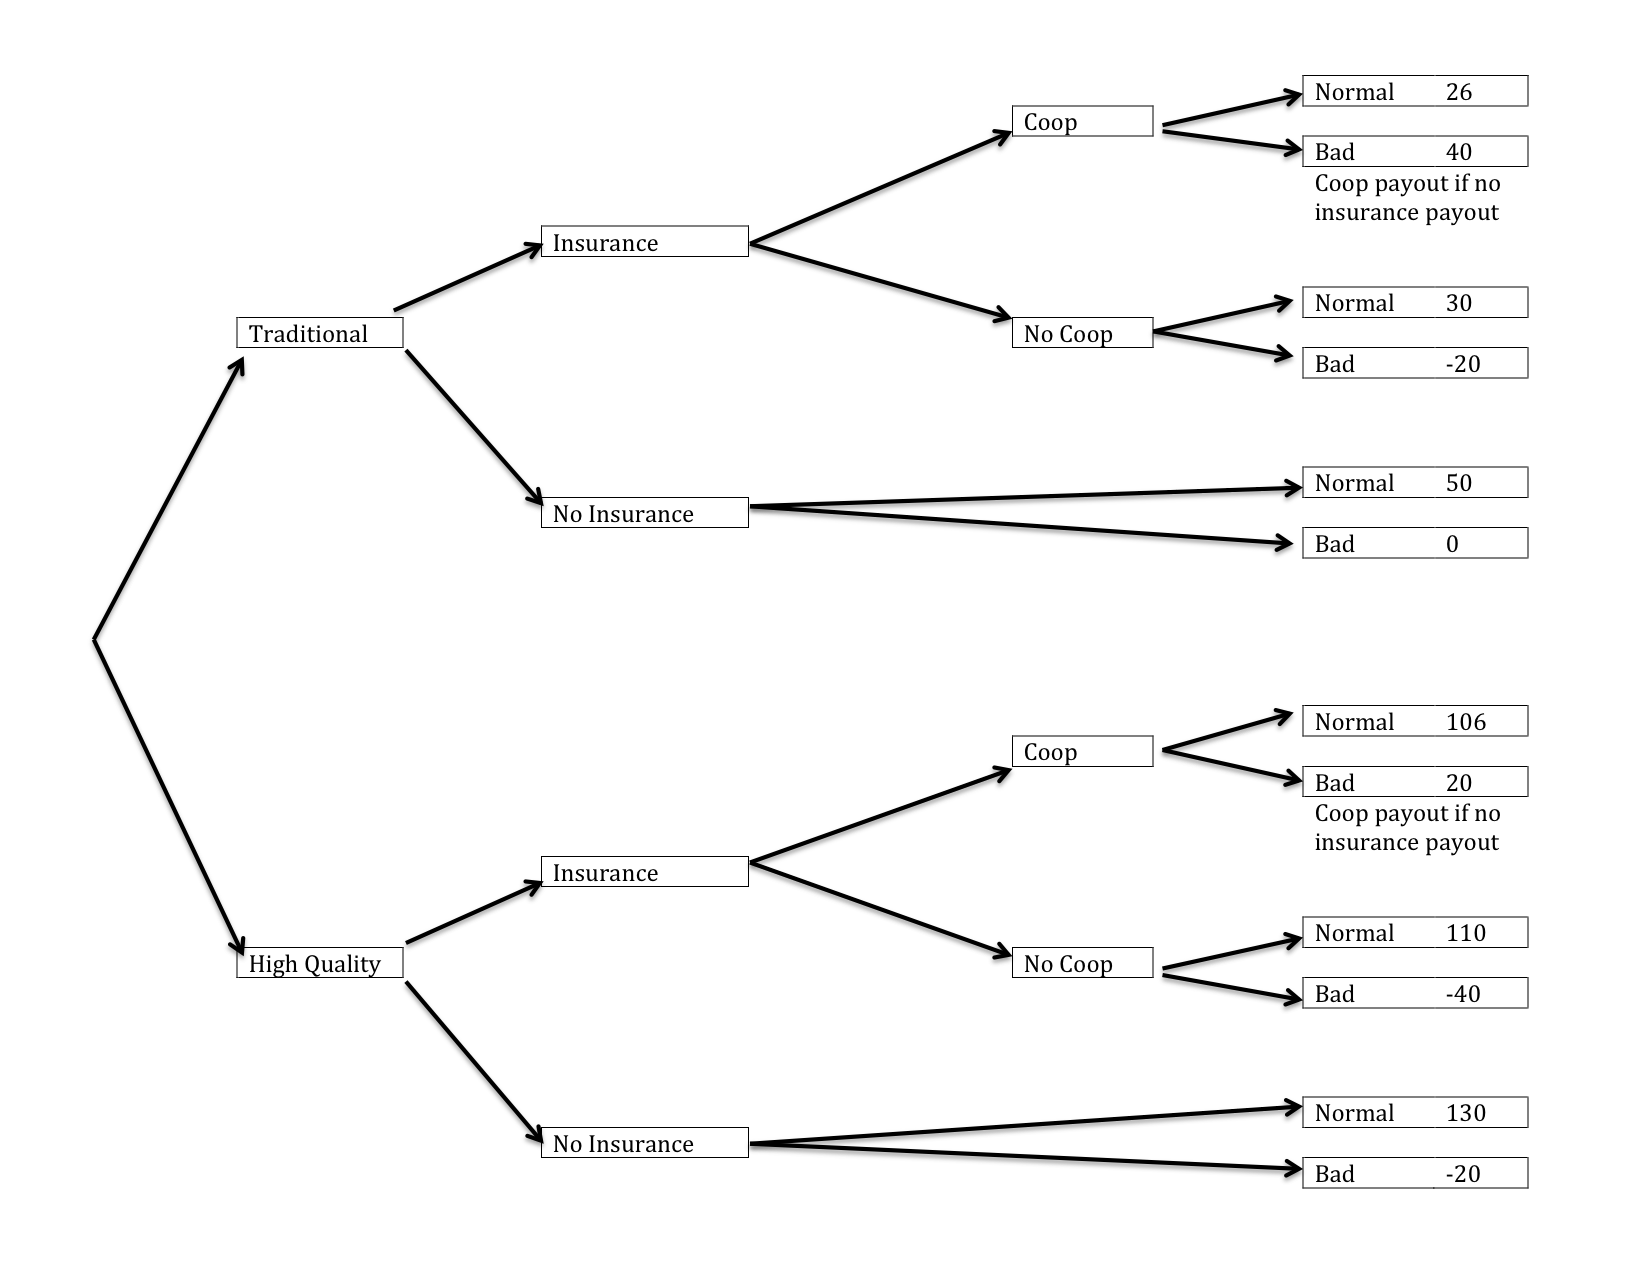 Normal 26
Coop
Bad 40
Coop payout if no
insurance payout
Insurance
Normal 30
Traditional
No Coop
Bad -20
Normal 50
No Insurance
Bad 0
Normal 106
Coop
Bad 20
Coop payout if no
insurance payout
Insurance
Normal 110
High Quality
No Coop
Bad -40
Normal 130
No Insurance
Bad -20